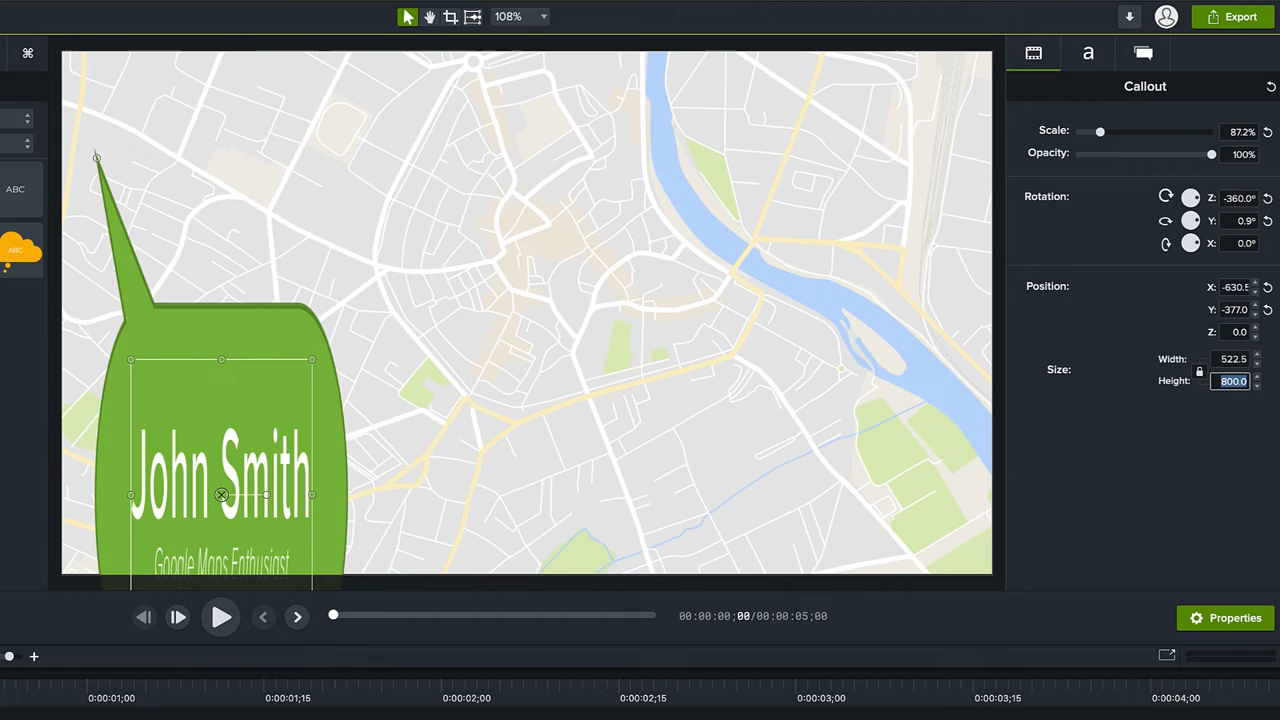 108%
Export
⌘
a
Callout
Scale: 87.2%
Opacity: 100%
ABC
Rotation: Z: -360.0°
Y: 0.9°
ABC
X: 0.0°
Position: X: -630.5
Y: -377.0
Z: 0.0
Size: Width: 522.5
Height: 800.0
John Smith
Google Maps Enthusiast
00:00:00;00/00:00:05;00
Properties
0:00:01;00 0:00:01;15 0:00:02;00 0:00:02;15 0:00:03;00 0:00:03;15 0:00:04;00